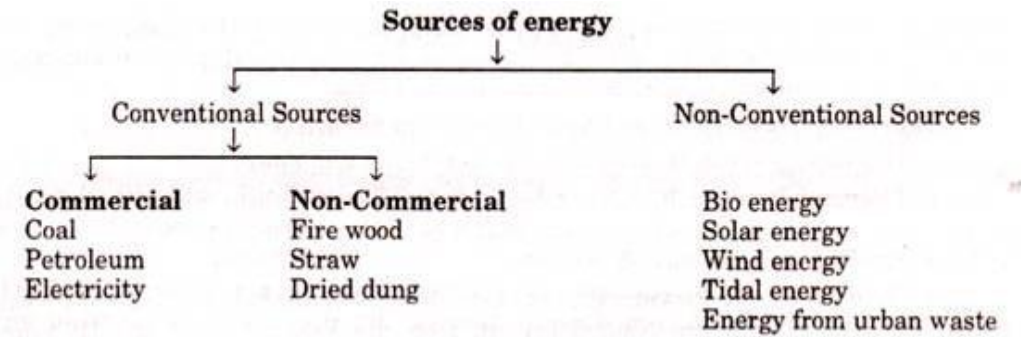 Sources of energy
Conventional Sources
Non-Conventional Sources
Commercial
Coal
Petroleum
Electricity
Non-Commercial
Fire wood
Straw
Dried dung
Bio energy
Solar energy
Wind energy
Tidal energy
Energy from urban waste